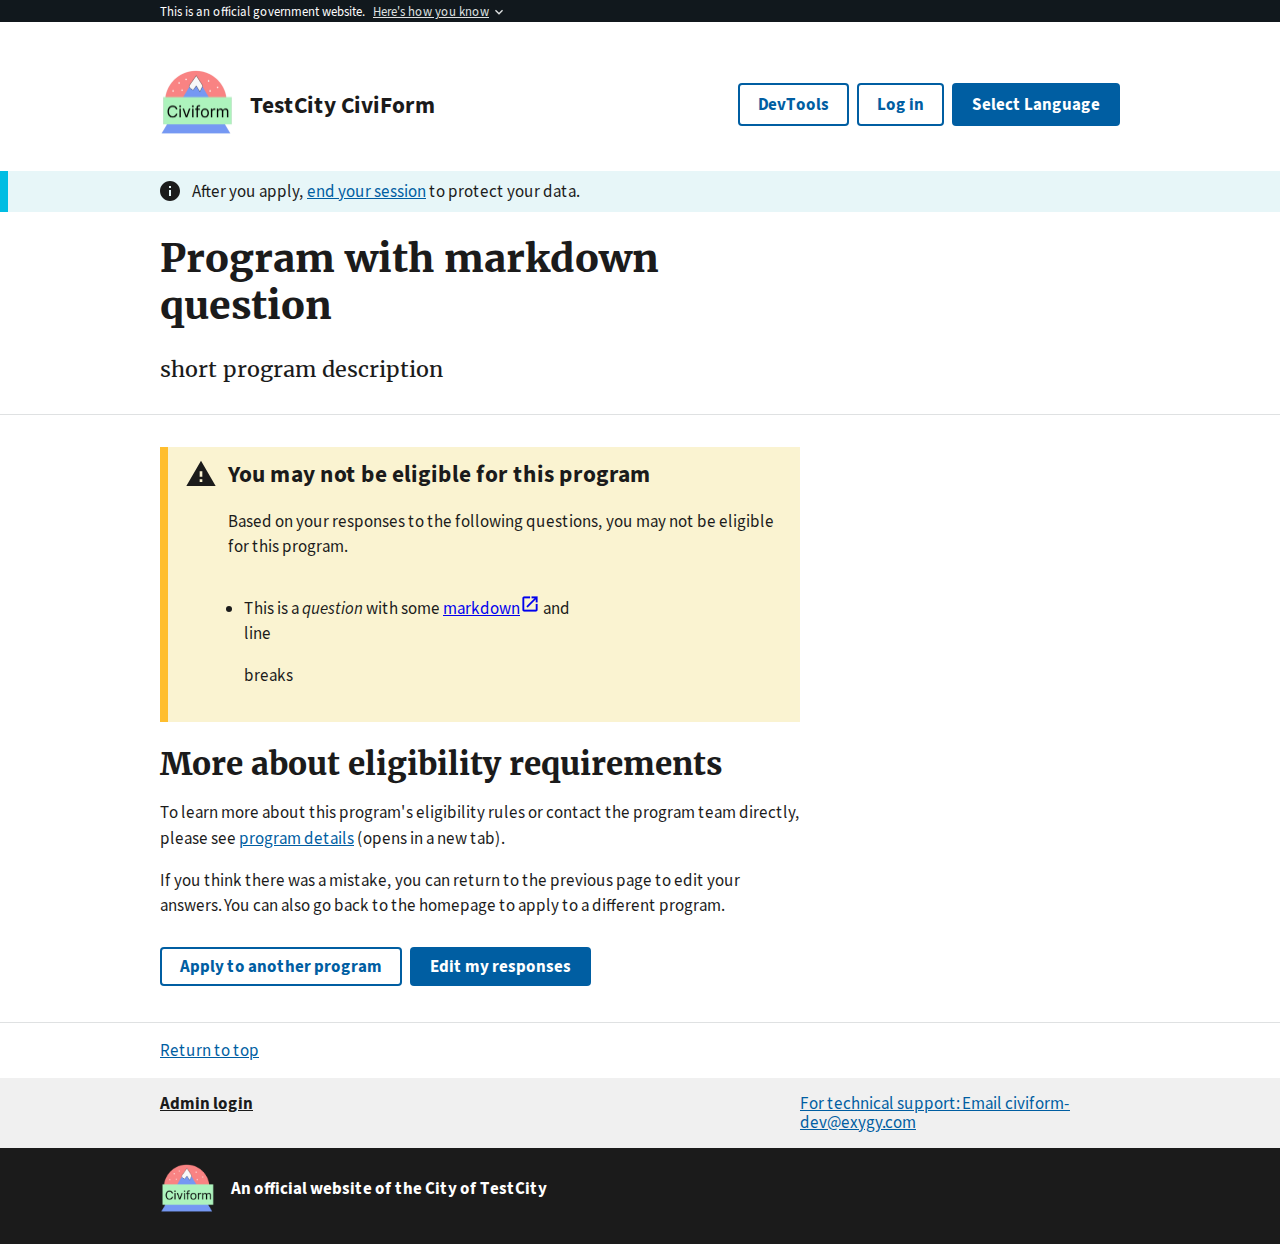 This is an official government website. Here's how you know
Civiform
TestCity CiviForm
DevTools
Log in
Select Language
After you apply, end your session to protect your data.
Program with markdown
question
short program description
You may not be eligible for this program
Based on your responses to the following questions, you may not be eligible
for this program.
This is a question with some markdown and
line
breaks
More about eligibility requirements
To learn more about this program's eligibility rules or contact the program team directly,
please see program details (opens in a new tab).
If you think there was a mistake, you can return to the previous page to edit your
answers. You can also go back to the homepage to apply to a different program.
Apply to another program
Edit my responses
Return to top
Admin login
For technical support: Email civiform-
dev@exygy.com
Civiform
An official website of the City of TestCity